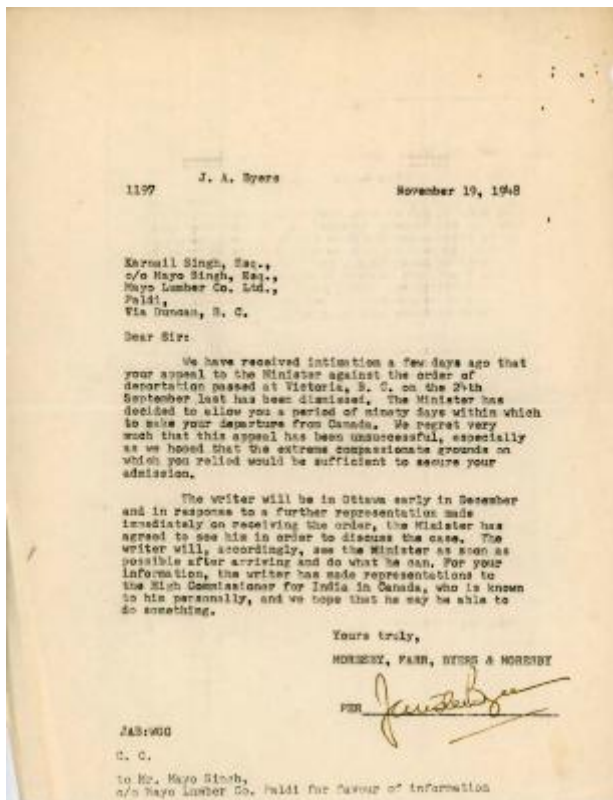 J. A. Byers
1197 November 19, 1948
Karnail Singh, Esq.,
c/o Mayo Singh, Esq.,
Mayo Lumber Co. Ltd.,
Paldi,
Via Duncan, B. C.
Dear Sir:
We have received intimation a few days ago that
your appeal to the Minister against the order of
deportation passed at Victoria, B. C. on the 24th
September last has been dismissed. The Minister has
decided to allow you a period of ninety days within which
to make your departure from Canada. We regret very
much that this appeal has been unsuccessful, especially
as we hoped that the extreme compassionate grounds on
which you relied would be sufficient to secure your
admission.
The writer will be in Ottawa early in December
and in response to a further representation made
immediately on receiving the order, the Minister has
agreed to see him in order to discuss the case. The
writer will, accordingly, see the Minister as soon as
possible after arriving and do what he can. For your
information, the writer has made representations to
the High Commissioner for India in Canada, who is known
to him personally, and we hope that he may be able to
do something.
Yours truly,
MORESBY, FARR, BYERS & MORESBY
PER
JAB:WGG
C. C.
to Mr. Mayo Singh,
c/o Mayo Lumber Co. Paldi for favour of information